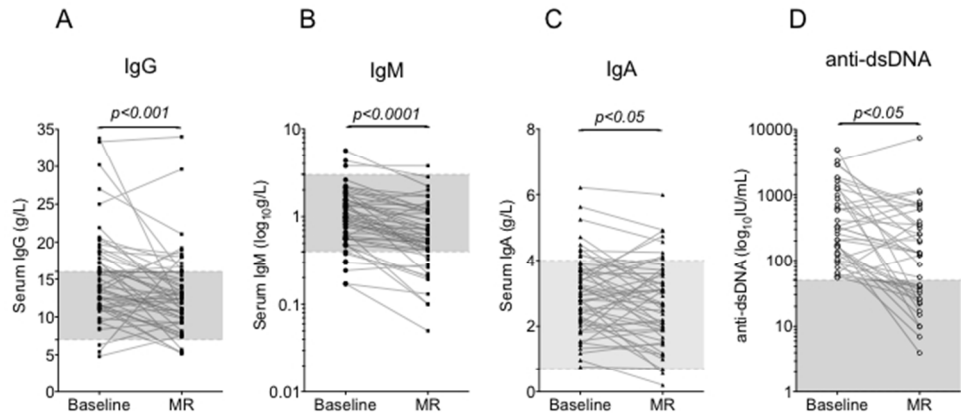 A
B
C
D
IgG
IgM
IgA
anti-dsDNA
p<0.001
p<0.0001
p<0.05
p<0.05
Serum IgG (g/L)
35
30
25
20
15
10
5
0
Baseline
MR
Serum IgM (log10g/L)
10
1
0.1
0.01
Baseline
MR
Serum IgA (g/L)
8
6
4
2
0
Baseline
MR
anti-dsDNA (log10IU/mL)
10000
1000
100
10
1
Baseline
MR